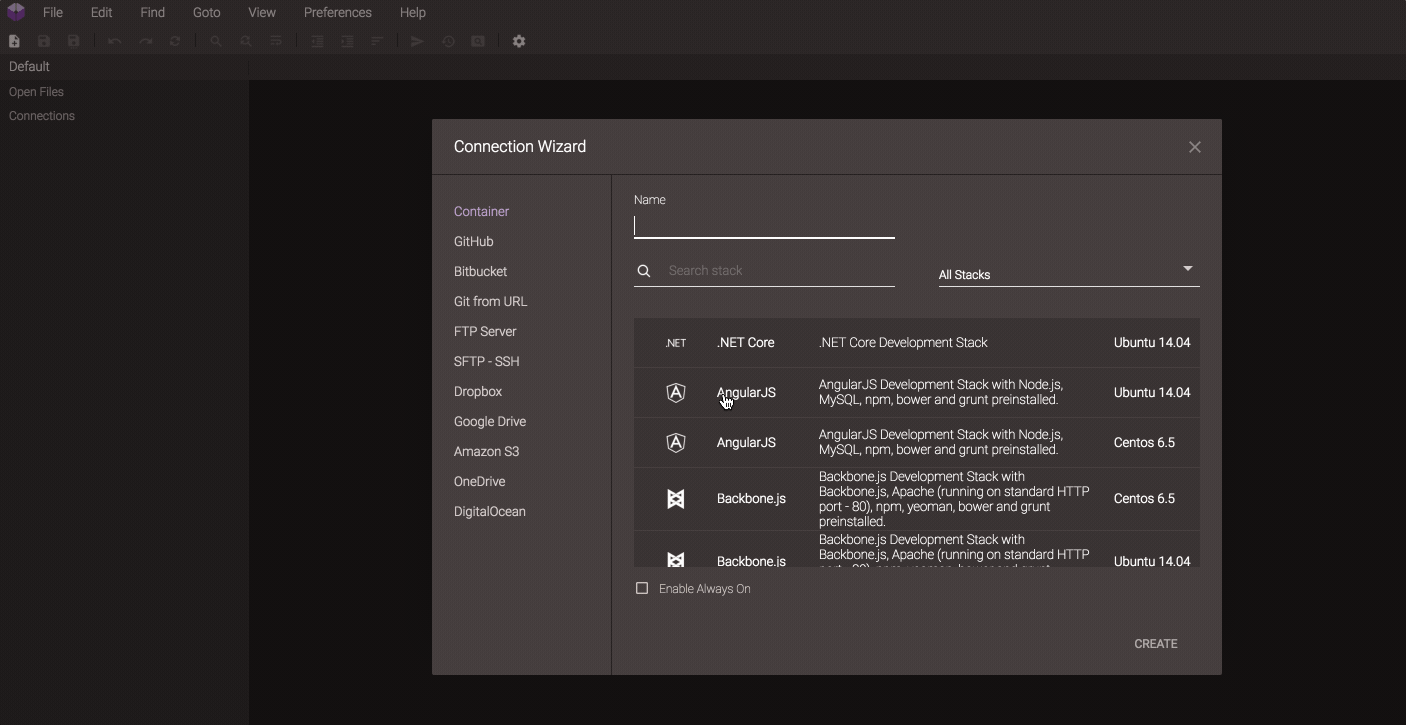 File Edit Find Goto View Preferences Help
Default
Open Files
Connections
Connection Wizard
Container
GitHub
Bitbucket
Git from URL
FTP Server
SFTP - SSH
Dropbox
Google Drive
Amazon S3
OneDrive
DigitalOcean
Name
Search stack
All Stacks
.NET .NET Core .NET Core Development Stack Ubuntu 14.04
AngularJS AngularJS Development Stack with Node.js, Ubuntu 14.04
MySQL, npm, bower and grunt preinstalled.
AngularJS AngularJS Development Stack with Node.js, Centos 6.5
MySQL, npm, bower and grunt preinstalled.
Backbone.js Development Stack with
Backbone.js Backbone.js, Apache (running on standard HTTP Centos 6.5
port - 80), npm, yeoman, bower and grunt
preinstalled.
Backbone.js Development Stack with
Backbone.js Backbone.js, Apache (running on standard HTTP Ubuntu 14.04
Enable Always On
CREATE